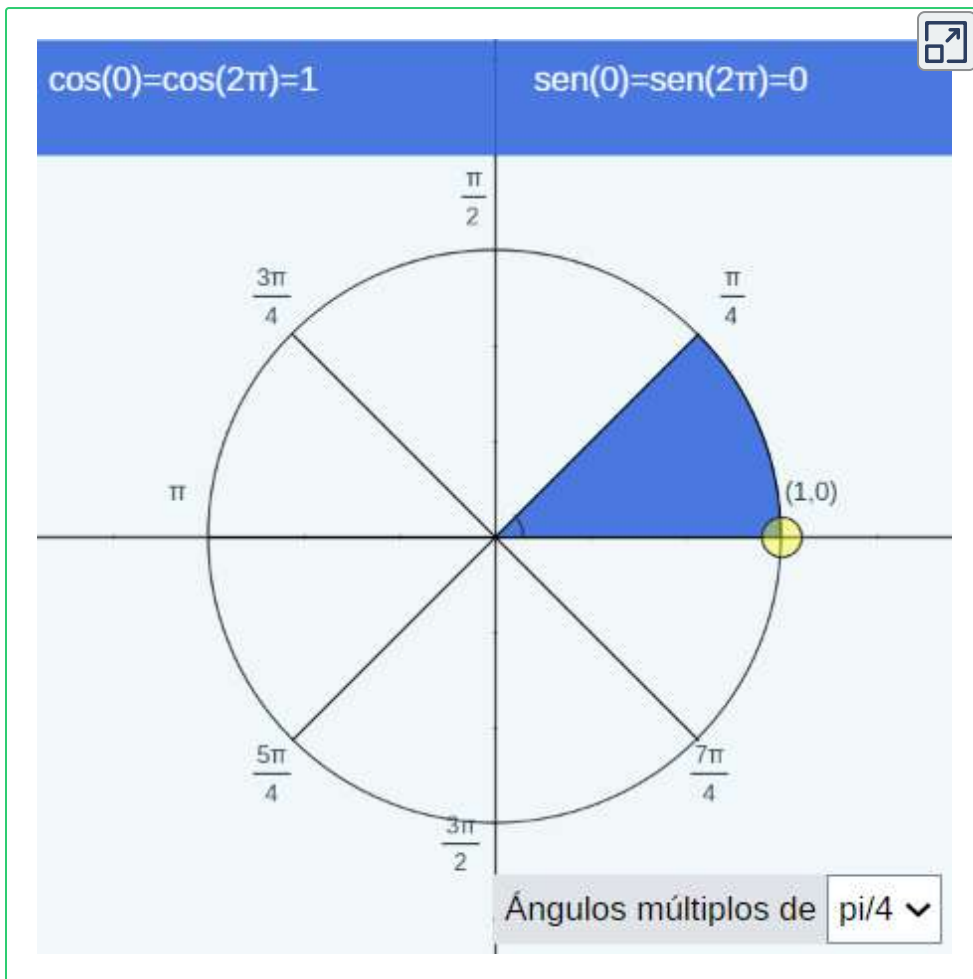 cos(0)=cos(2π)=1
sen(0)=sen(2π)=0
π/2
3π/4
π/4
π
(1,0)
5π/4
7π/4
3π/2
Ángulos múltiplos de pi/4